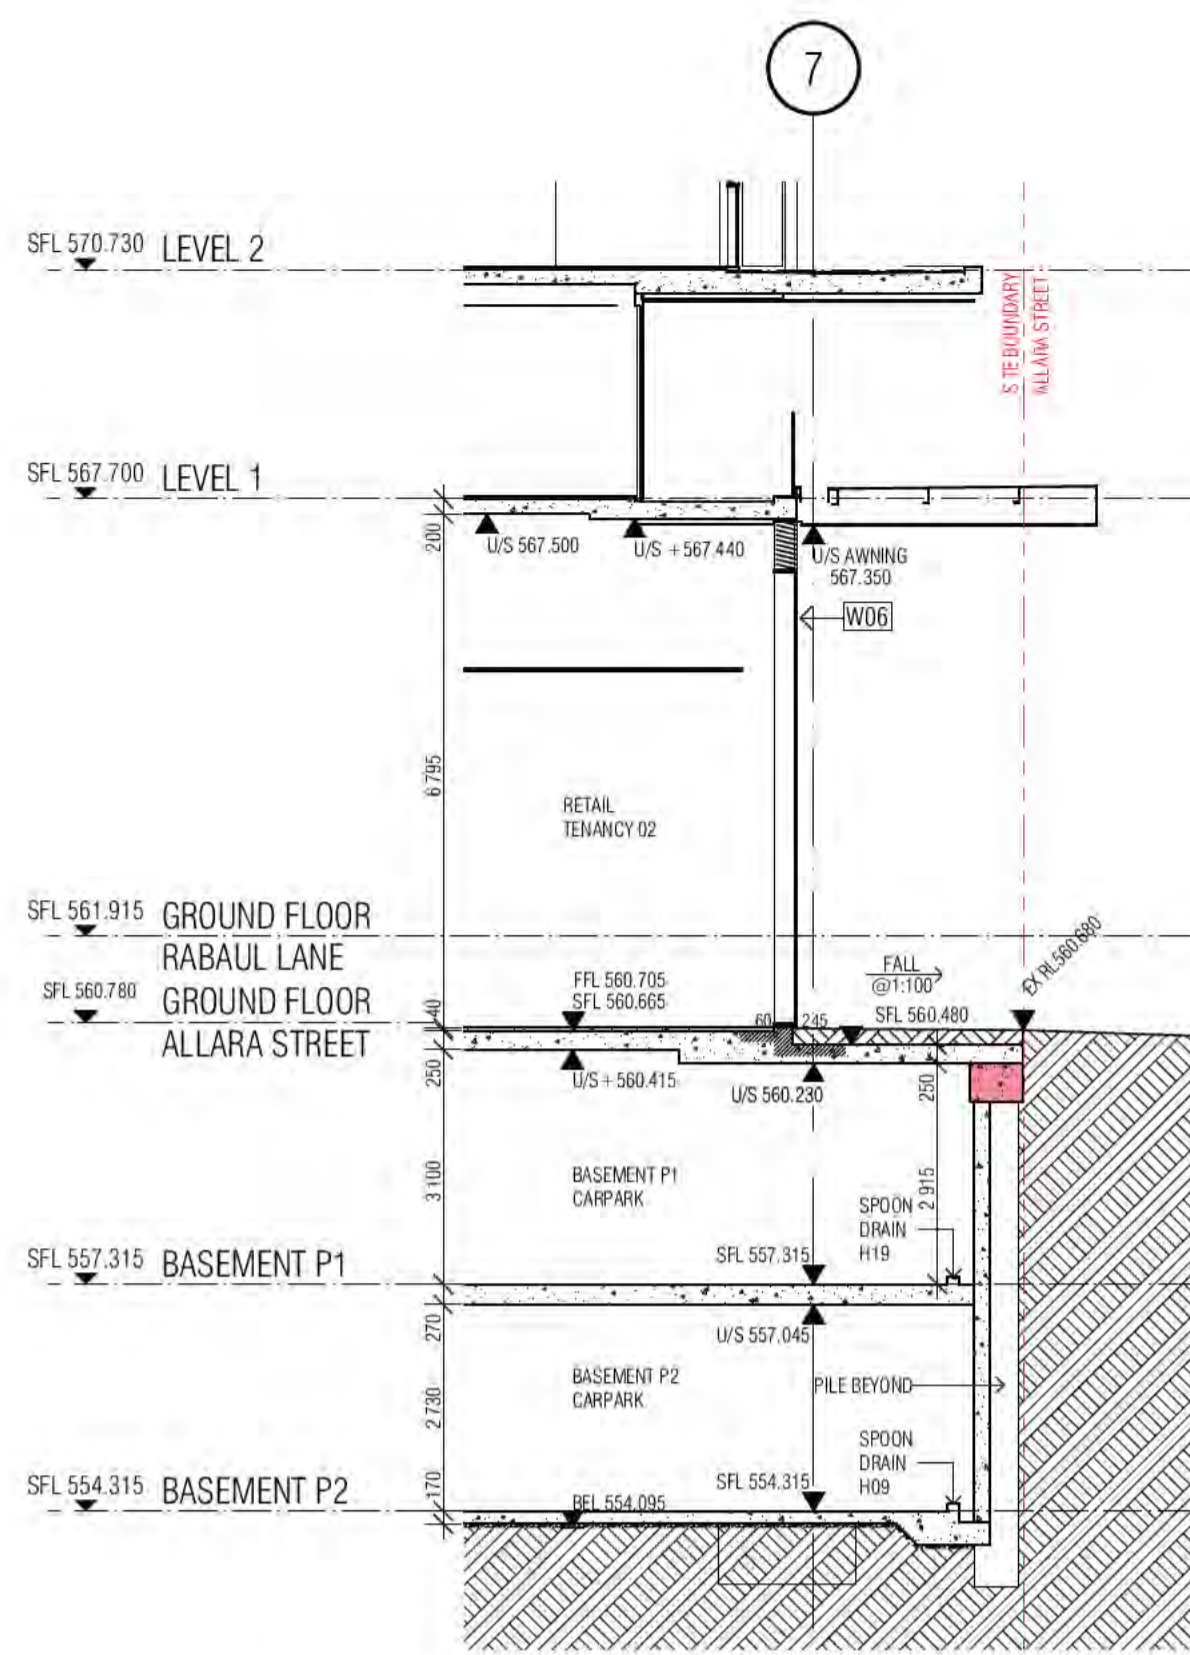 7
SFL 570.730 LEVEL 2
SITE BOUNDARY
ALLARA STREET
SFL 567.700 LEVEL 1
200
U/S 567.500
U/S + 567.440
U/S AWNING
567.350
W06
6 795
RETAIL
TENANCY 02
SFL 561.915 GROUND FLOOR
RABAUL LANE
SFL 560.780 GROUND FLOOR
ALLARA STREET
40
FFL 560.705
SFL 560.665
60
245
FALL
@1:100
SFL 560.480
EX RL 560.680
250
U/S + 560.415
U/S 560.230
250
3 100
BASEMENT P1
CARPARK
2 915
SPOON
DRAIN
H19
SFL 557.315 BASEMENT P1
SFL 557.315
270
U/S 557.045
BASEMENT P2
CARPARK
PILE BEYOND
2 730
SPOON
DRAIN
H09
SFL 554.315 BASEMENT P2
170
BEL 554.095
SFL 554.315